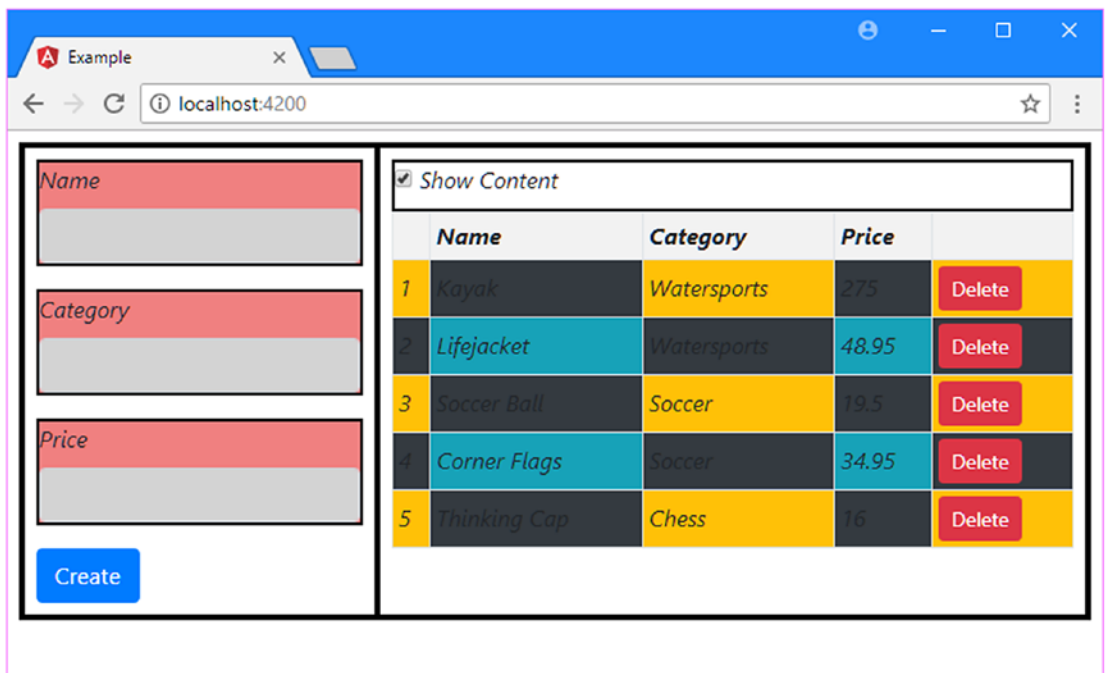 Example
localhost:4200
Name
Category
Price
Create
Show Content
Name Category Price
1 Kayak Watersports 275 Delete
2 Lifejacket Watersports 48.95 Delete
3 Soccer Ball Soccer 19.5 Delete
4 Corner Flags Soccer 34.95 Delete
5 Thinking Cap Chess 16 Delete